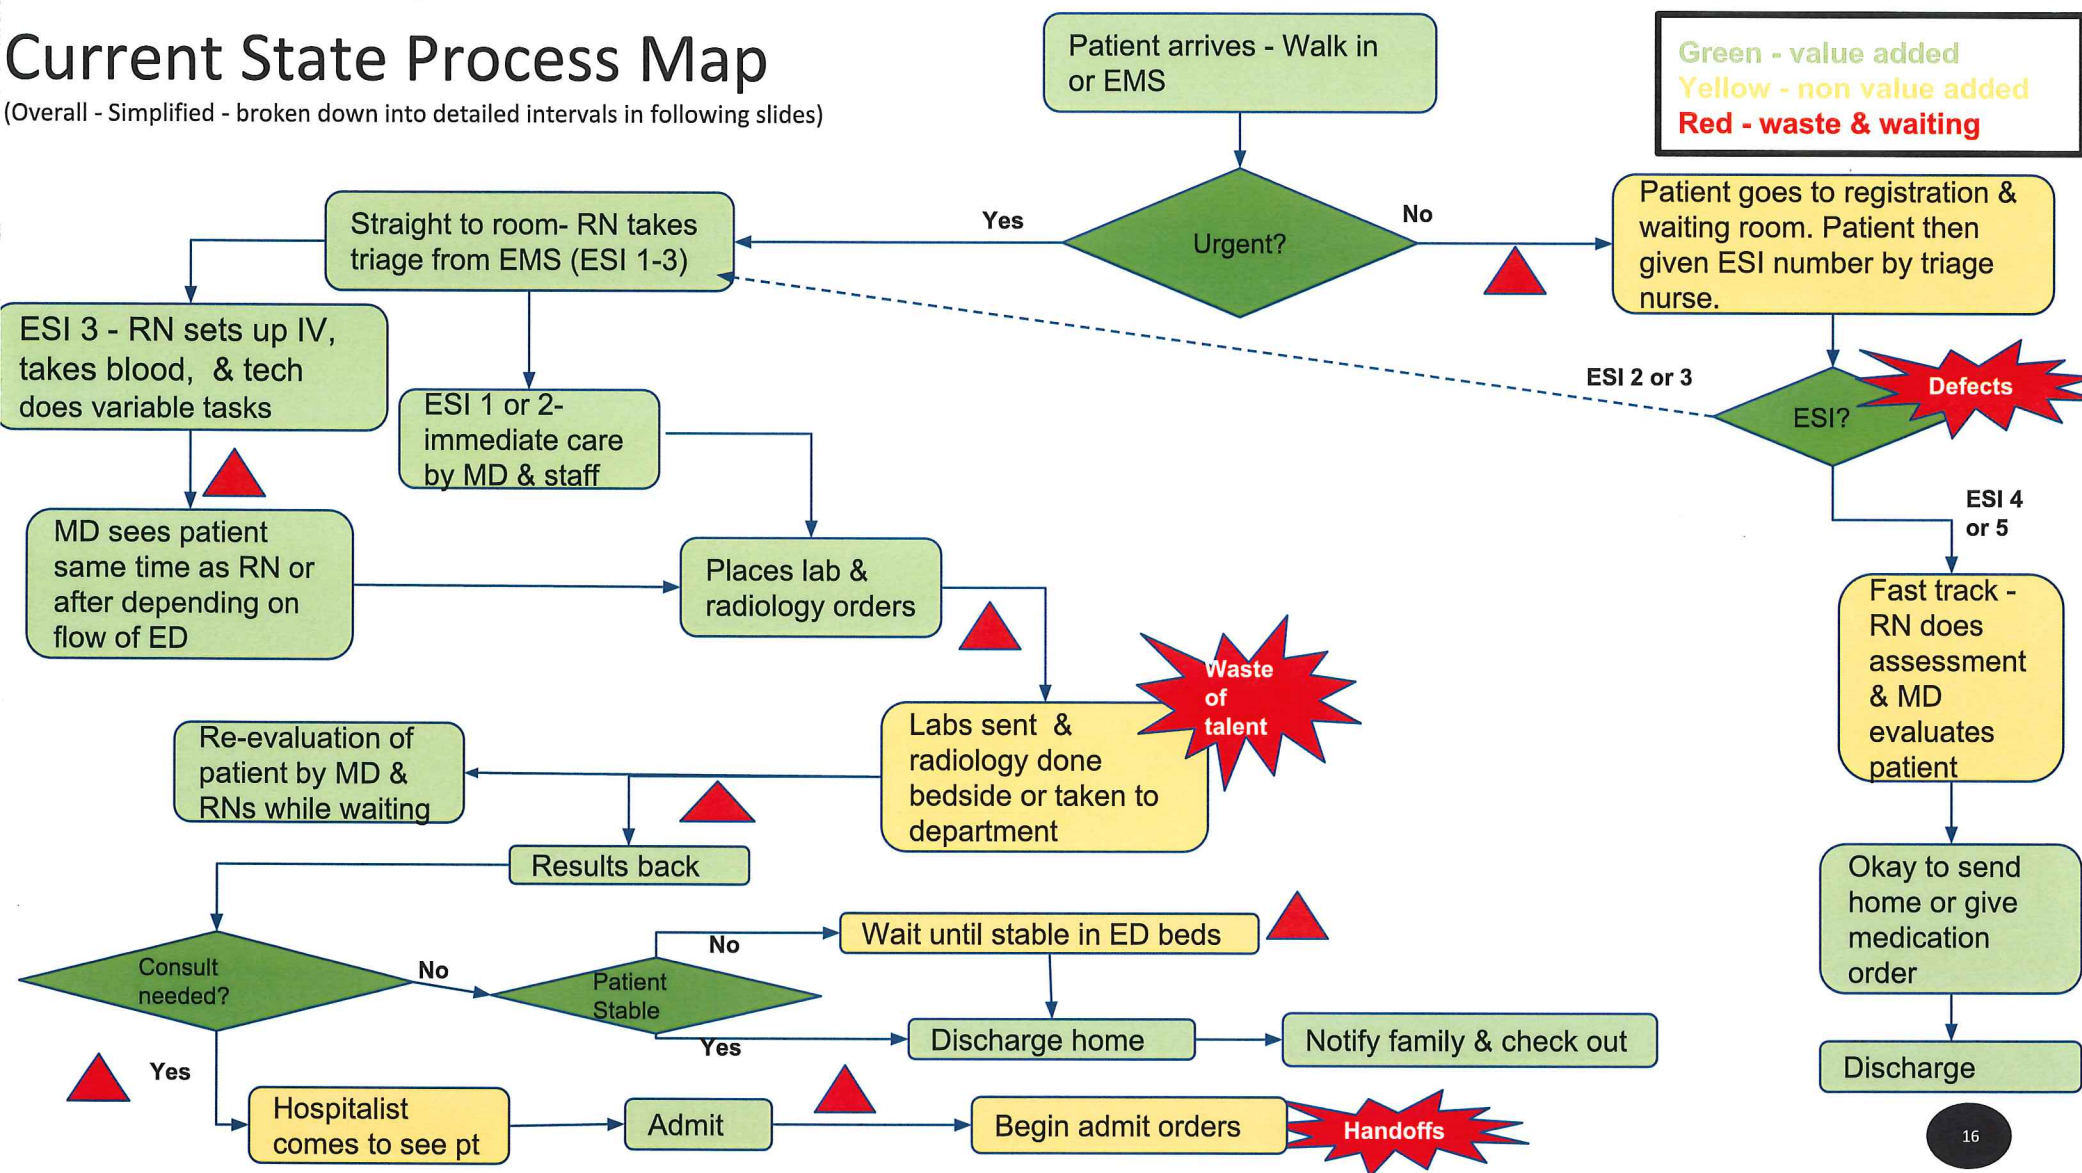 Current State Process Map
(Overall - Simplified - broken down into detailed intervals in following slides)
Patient arrives - Walk in
or EMS
Green - value added
Yellow - non value added
Red - waste & waiting
Urgent?
Yes
No
Straight to room- RN takes
triage from EMS (ESI 1-3)
Patient goes to registration &
waiting room. Patient then
given ESI number by triage
nurse.
ESI 3 - RN sets up IV,
takes blood, & tech
does variable tasks
ESI 1 or 2-
immediate care
by MD & staff
ESI 2 or 3
ESI?
Defects
ESI 4
or 5
MD sees patient
same time as RN or
after depending on
flow of ED
Places lab &
radiology orders
Fast track -
RN does
assessment
& MD
evaluates
patient
Waste
of
talent
Labs sent &
radiology done
bedside or taken to
department
Re-evaluation of
patient by MD &
RNs while waiting
Results back
Okay to send
home or give
medication
order
Consult
needed?
No
Patient
Stable
No
Wait until stable in ED beds
Yes
Discharge home
Notify family & check out
Discharge
Yes
Hospitalist
comes to see pt
Admit
Begin admit orders
Handoffs
16